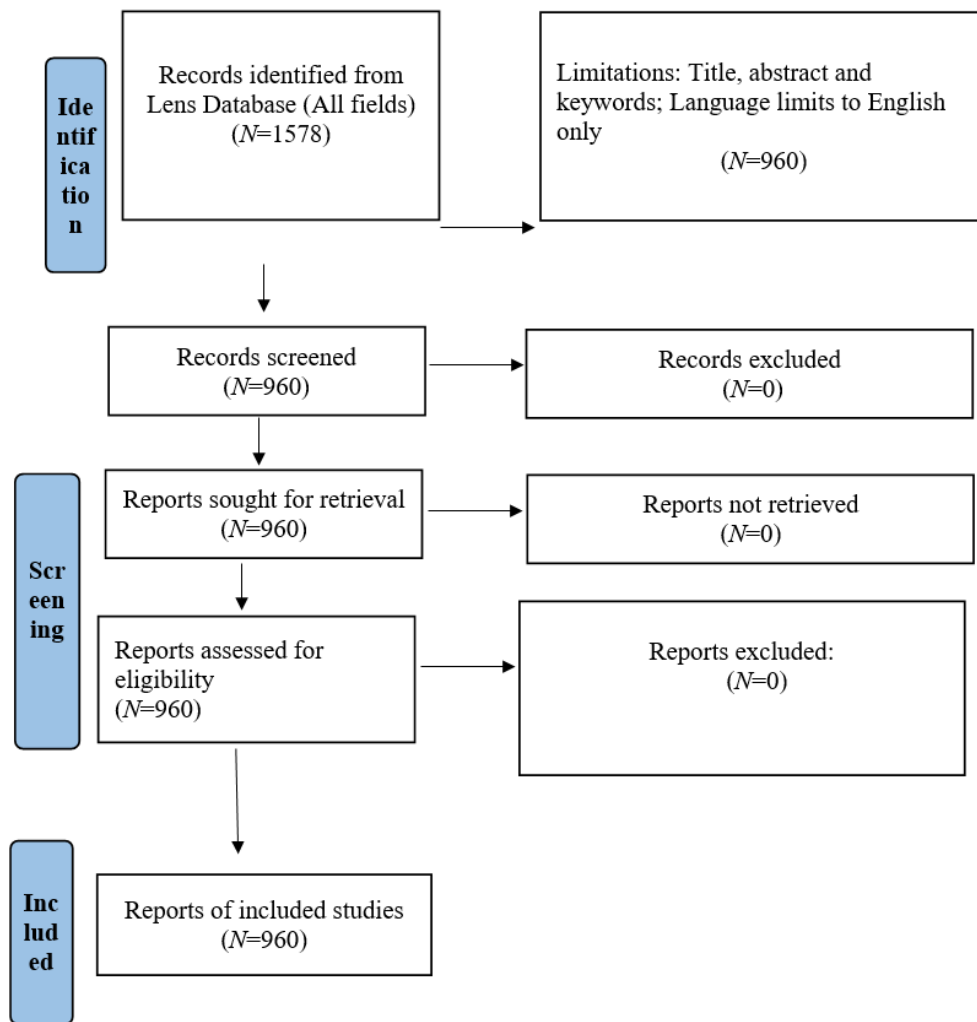 Ide
ntif
ica
tio
n
Records identified from
Lens Database (All fields)
(N=1578)
Limitations: Title, abstract and
keywords; Language limits to English
only
(N=960)
Records screened
(N=960)
Records excluded
(N=0)
Scr
een
ing
Reports sought for retrieval
(N=960)
Reports not retrieved
(N=0)
Reports assessed for
eligibility
(N=960)
Reports excluded:
(N=0)
Inc
lud
ed
Reports of included studies
(N=960)